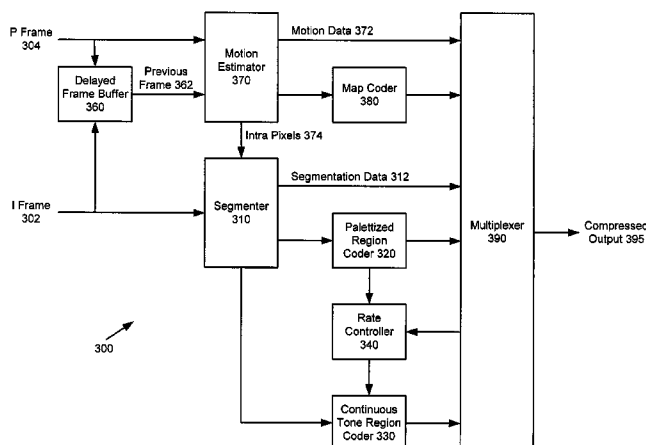 P Frame
304
Delayed
Frame Buffer
360
Previous
Frame 362
Motion
Estimator
370
Motion Data 372
Map Coder
380
Intra Pixels 374
I Frame
302
Segmenter
310
Segmentation Data 312
Palettized
Region
Coder 320
Rate
Controller
340
Continuous
Tone Region
Coder 330
Multiplexer
390
Compressed
Output 395
300